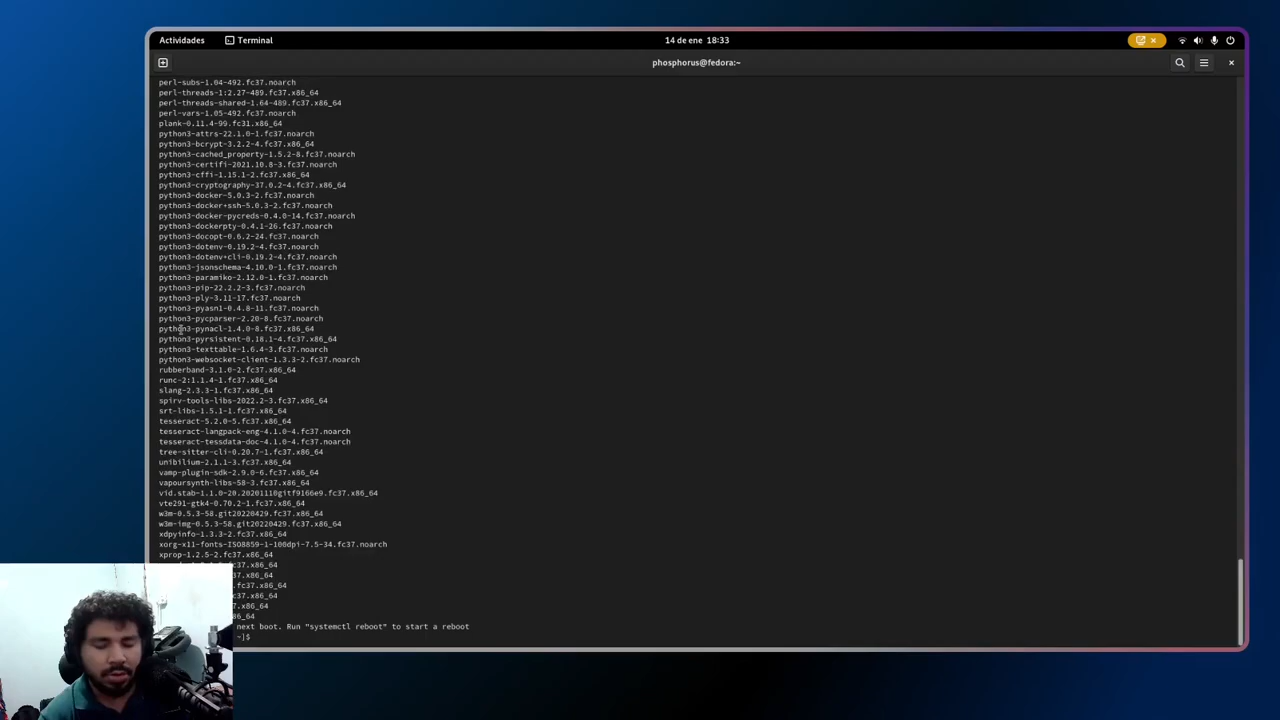 Actividades
Terminal
14 de ene 18:33
phosphorus@fedora:~
perl-subs-1.04-492.fc37.noarch
perl-threads-1:2.27-489.fc37.x86_64
perl-threads-shared-1.64-489.fc37.x86_64
perl-vars-1.05-492.fc37.noarch
plank-0.11.4-99.fc31.x86_64
python3-attrs-22.1.0-1.fc37.noarch
python3-bcrypt-3.2.2-4.fc37.x86_64
python3-cached_property-1.5.2-8.fc37.noarch
python3-certifi-2021.10.8-3.fc37.noarch
python3-cffi-1.15.1-2.fc37.x86_64
python3-cryptography-37.0.2-4.fc37.x86_64
python3-docker-5.0.3-2.fc37.noarch
python3-docker+ssh-5.0.3-2.fc37.noarch
python3-docker-pycreds-0.4.0-14.fc37.noarch
python3-dockerpty-0.4.1-26.fc37.noarch
python3-docopt-0.6.2-24.fc37.noarch
python3-dotenv-0.19.2-4.fc37.noarch
python3-dotenv+cli-0.19.2-4.fc37.noarch
python3-jsonschema-4.10.0-1.fc37.noarch
python3-paramiko-2.12.0-1.fc37.noarch
python3-pip-22.2.2-3.fc37.noarch
python3-ply-3.11-17.fc37.noarch
python3-pyasn1-0.4.8-11.fc37.noarch
python3-pycparser-2.20-8.fc37.noarch
python3-pynacl-1.4.0-8.fc37.x86_64
python3-pyrsistent-0.18.1-4.fc37.x86_64
python3-texttable-1.6.4-3.fc37.noarch
python3-websocket-client-1.3.3-2.fc37.noarch
rubberband-3.1.0-2.fc37.x86_64
runc-2:1.1.4-1.fc37.x86_64
slang-2.3.3-1.fc37.x86_64
spirv-tools-libs-2022.2-3.fc37.x86_64
srt-libs-1.5.1-1.fc37.x86_64
tesseract-5.2.0-5.fc37.x86_64
tesseract-langpack-eng-4.1.0-4.fc37.noarch
tesseract-tessdata-doc-4.1.0-4.fc37.noarch
tree-sitter-cli-0.20.7-1.fc37.x86_64
unibilium-2.1.1-3.fc37.x86_64
vamp-plugin-sdk-2.9.0-6.fc37.x86_64
vapoursynth-libs-58-3.fc37.x86_64
vid.stab-1.1.0-20.20201110gitf9166e9.fc37.x86_64
vte291-gtk4-0.70.2-1.fc37.x86_64
w3m-0.5.3-58.git20220429.fc37.x86_64
w3m-img-0.5.3-58.git20220429.fc37.x86_64
xdpyinfo-1.3.3-2.fc37.x86_64
xorg-x11-fonts-ISO8859-1-100dpi-7.5-34.fc37.noarch
xprop-1.2.5-2.fc37.x86_64
.fc37.x86_64
fc37.x86_64
.fc37.x86_64
fc37.x86_64
7.x86_64
x86_64
next boot. Run "systemctl reboot" to start a reboot
~]$